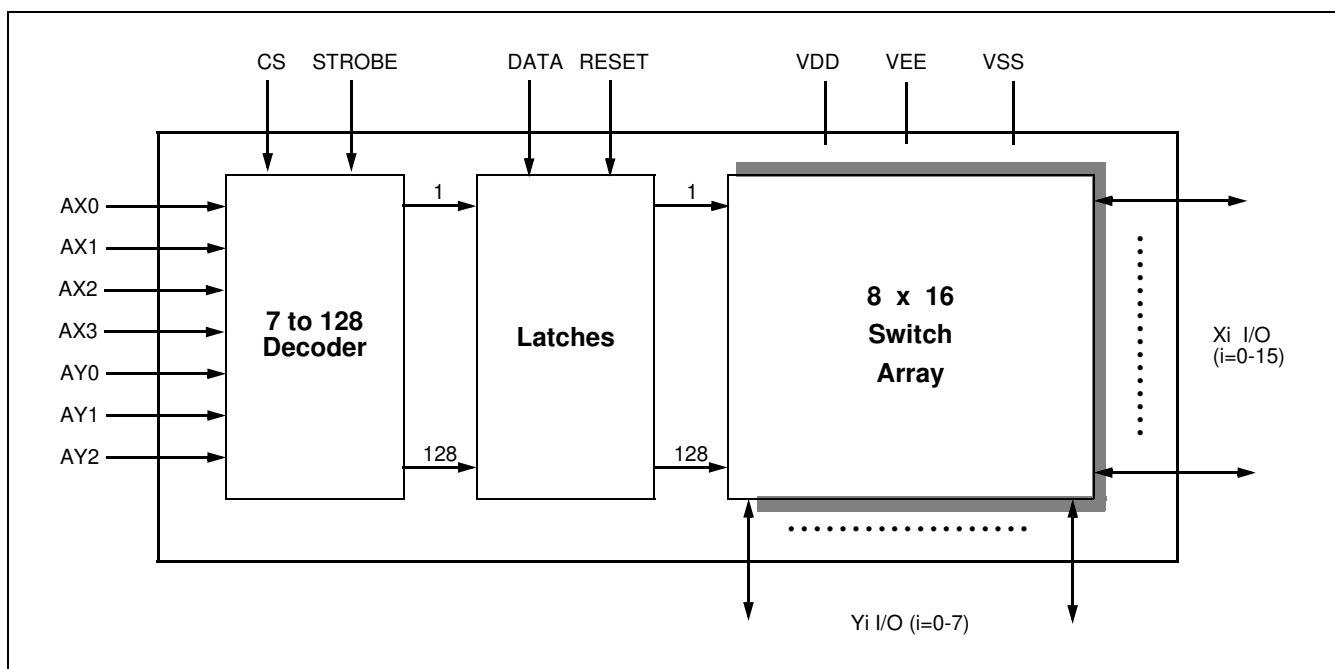 CS STROBE DATA RESET VDD VEE VSS
AX0
AX1
AX2
AX3
AY0
AY1
AY2
7 to 128
Decoder
1
128
Latches
1
128
8 x 16
Switch
Array
Xi I/O
(i=0-15)
Yi I/O (i=0-7)